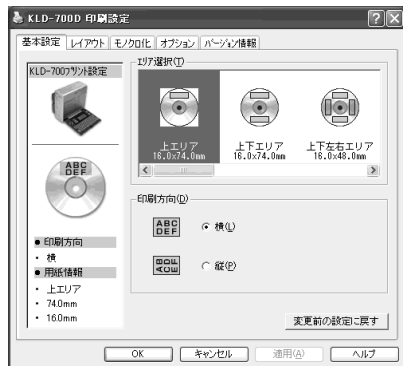 KLD-700D 印刷設定
基本設定 レイアウト モノクロ化 オプション バージョン情報
KLD-700プリント設定
ABC
DEF
● 印刷方向
・ 横
● 用紙情報
・ 上エリア
・ 74.0mm
・ 16.0mm
エリア選択(T)
上エリア
16.0x74.0mm
上下エリア
16.0x74.0mm
上下左右エリア
16.0x48.0mm
印刷方向(D)
ABC
DEF
横(L)
ABC
DEF
縦(P)
変更前の設定に戻す
OK キャンセル 適用(A) ヘルプ